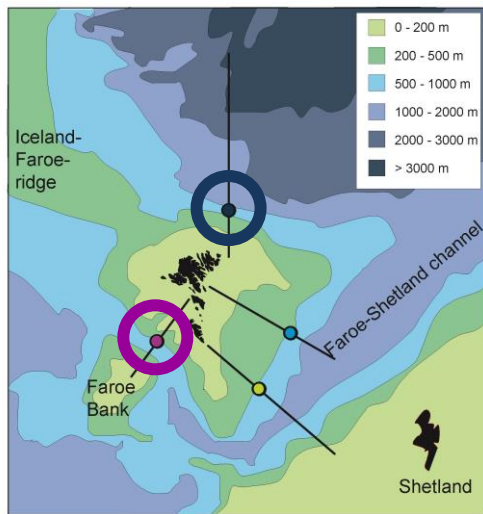 0 - 200 m
200 - 500 m
500 - 1000 m
1000 - 2000 m
2000 - 3000 m
> 3000 m
Iceland-
Faroe-
ridge
Faroe-Shetland channel
Faroe
Bank
Shetland